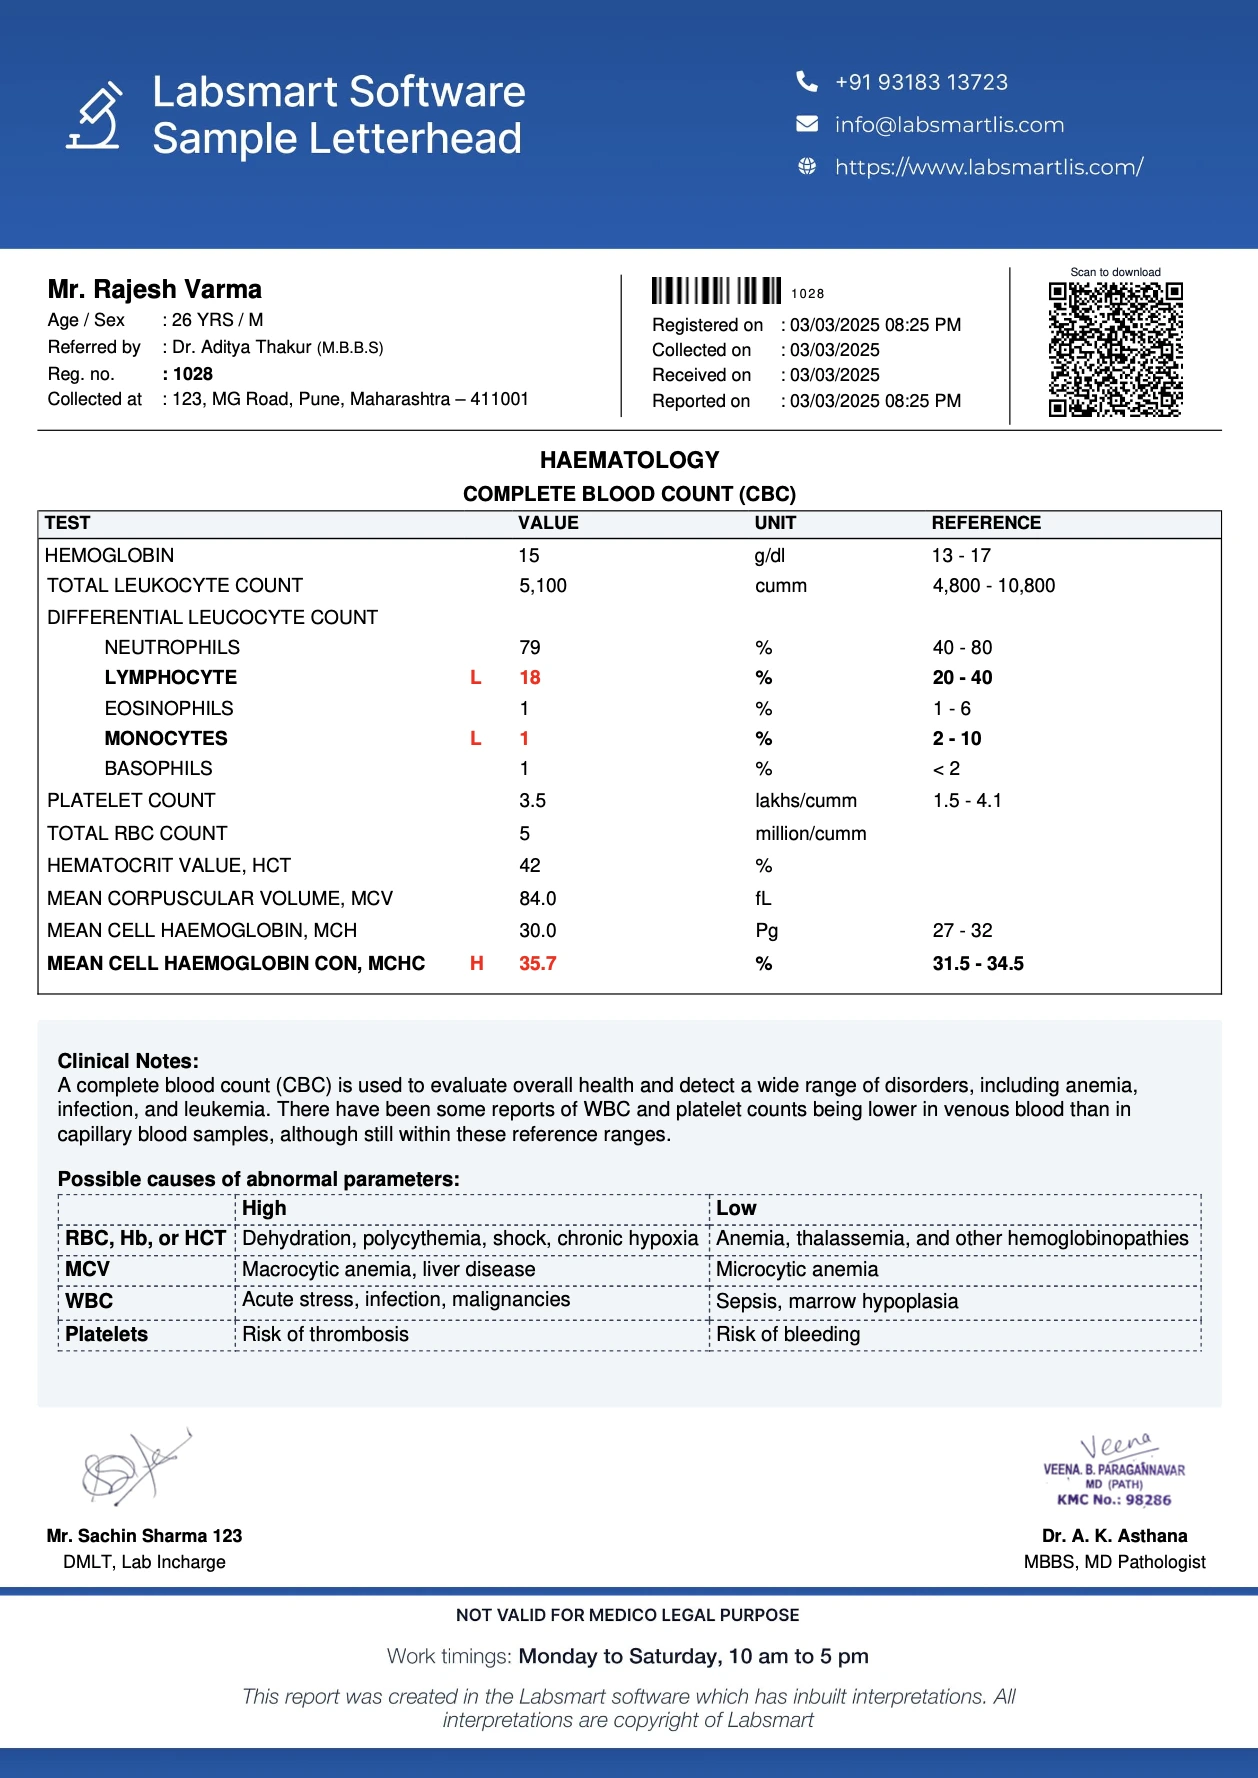 Labsmart Software
Sample Letterhead
+91 93183 13723
info@labsmartlis.com
https://www.labsmartlis.com/
Mr. Rajesh Varma
Age / Sex : 26 YRS / M
Referred by : Dr. Aditya Thakur (M.B.B.S)
Reg. no. : 1028
Collected at : 123, MG Road, Pune, Maharashtra – 411001
1028
Registered on : 03/03/2025 08:25 PM
Collected on : 03/03/2025
Received on : 03/03/2025
Reported on : 03/03/2025 08:25 PM
Scan to download
HAEMATOLOGY
COMPLETE BLOOD COUNT (CBC)
TEST VALUE UNIT REFERENCE
HEMOGLOBIN 15 g/dl 13 - 17
TOTAL LEUKOCYTE COUNT 5,100 cumm 4,800 - 10,800
DIFFERENTIAL LEUCOCYTE COUNT
NEUTROPHILS 79 % 40 - 80
LYMPHOCYTE L 18 % 20 - 40
EOSINOPHILS 1 % 1 - 6
MONOCYTES L 1 % 2 - 10
BASOPHILS 1 % < 2
PLATELET COUNT 3.5 lakhs/cumm 1.5 - 4.1
TOTAL RBC COUNT 5 million/cumm
HEMATOCRIT VALUE, HCT 42 %
MEAN CORPUSCULAR VOLUME, MCV 84.0 fL
MEAN CELL HAEMOGLOBIN, MCH 30.0 Pg 27 - 32
MEAN CELL HAEMOGLOBIN CON, MCHC H 35.7 % 31.5 - 34.5
Clinical Notes:
A complete blood count (CBC) is used to evaluate overall health and detect a wide range of disorders, including anemia,
infection, and leukemia. There have been some reports of WBC and platelet counts being lower in venous blood than in
capillary blood samples, although still within these reference ranges.
Possible causes of abnormal parameters:
High Low
RBC, Hb, or HCT Dehydration, polycythemia, shock, chronic hypoxia Anemia, thalassemia, and other hemoglobinopathies
MCV Macrocytic anemia, liver disease Microcytic anemia
WBC Acute stress, infection, malignancies Sepsis, marrow hypoplasia
Platelets Risk of thrombosis Risk of bleeding
Veena
VEENA. B. PARAGANNAVAR
MD (PATH)
KMC No.: 98286
Mr. Sachin Sharma 123
DMLT, Lab Incharge
Dr. A. K. Asthana
MBBS, MD Pathologist
NOT VALID FOR MEDICO LEGAL PURPOSE
Work timings: Monday to Saturday, 10 am to 5 pm
This report was created in the Labsmart software which has inbuilt interpretations. All
interpretations are copyright of Labsmart